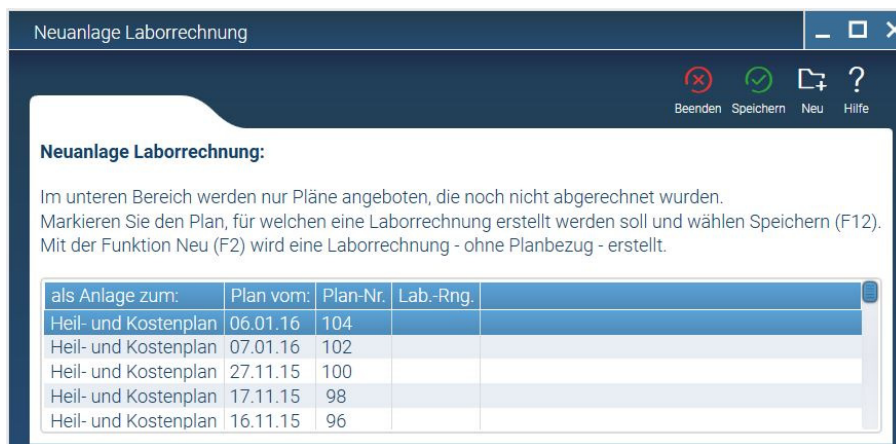 Neuanlage Laborrechnung
Beenden Speichern Neu Hilfe
Neuanlage Laborrechnung:
Im unteren Bereich werden nur Pläne angeboten, die noch nicht abgerechnet wurden.
Markieren Sie den Plan, für welchen eine Laborrechnung erstellt werden soll und wählen Speichern (F12).
Mit der Funktion Neu (F2) wird eine Laborrechnung - ohne Planbezug - erstellt.
als Anlage zum: Plan vom: Plan-Nr. Lab.-Rng.
Heil- und Kostenplan 06.01.16 104
Heil- und Kostenplan 07.01.16 102
Heil- und Kostenplan 27.11.15 100
Heil- und Kostenplan 17.11.15 98
Heil- und Kostenplan 16.11.15 96